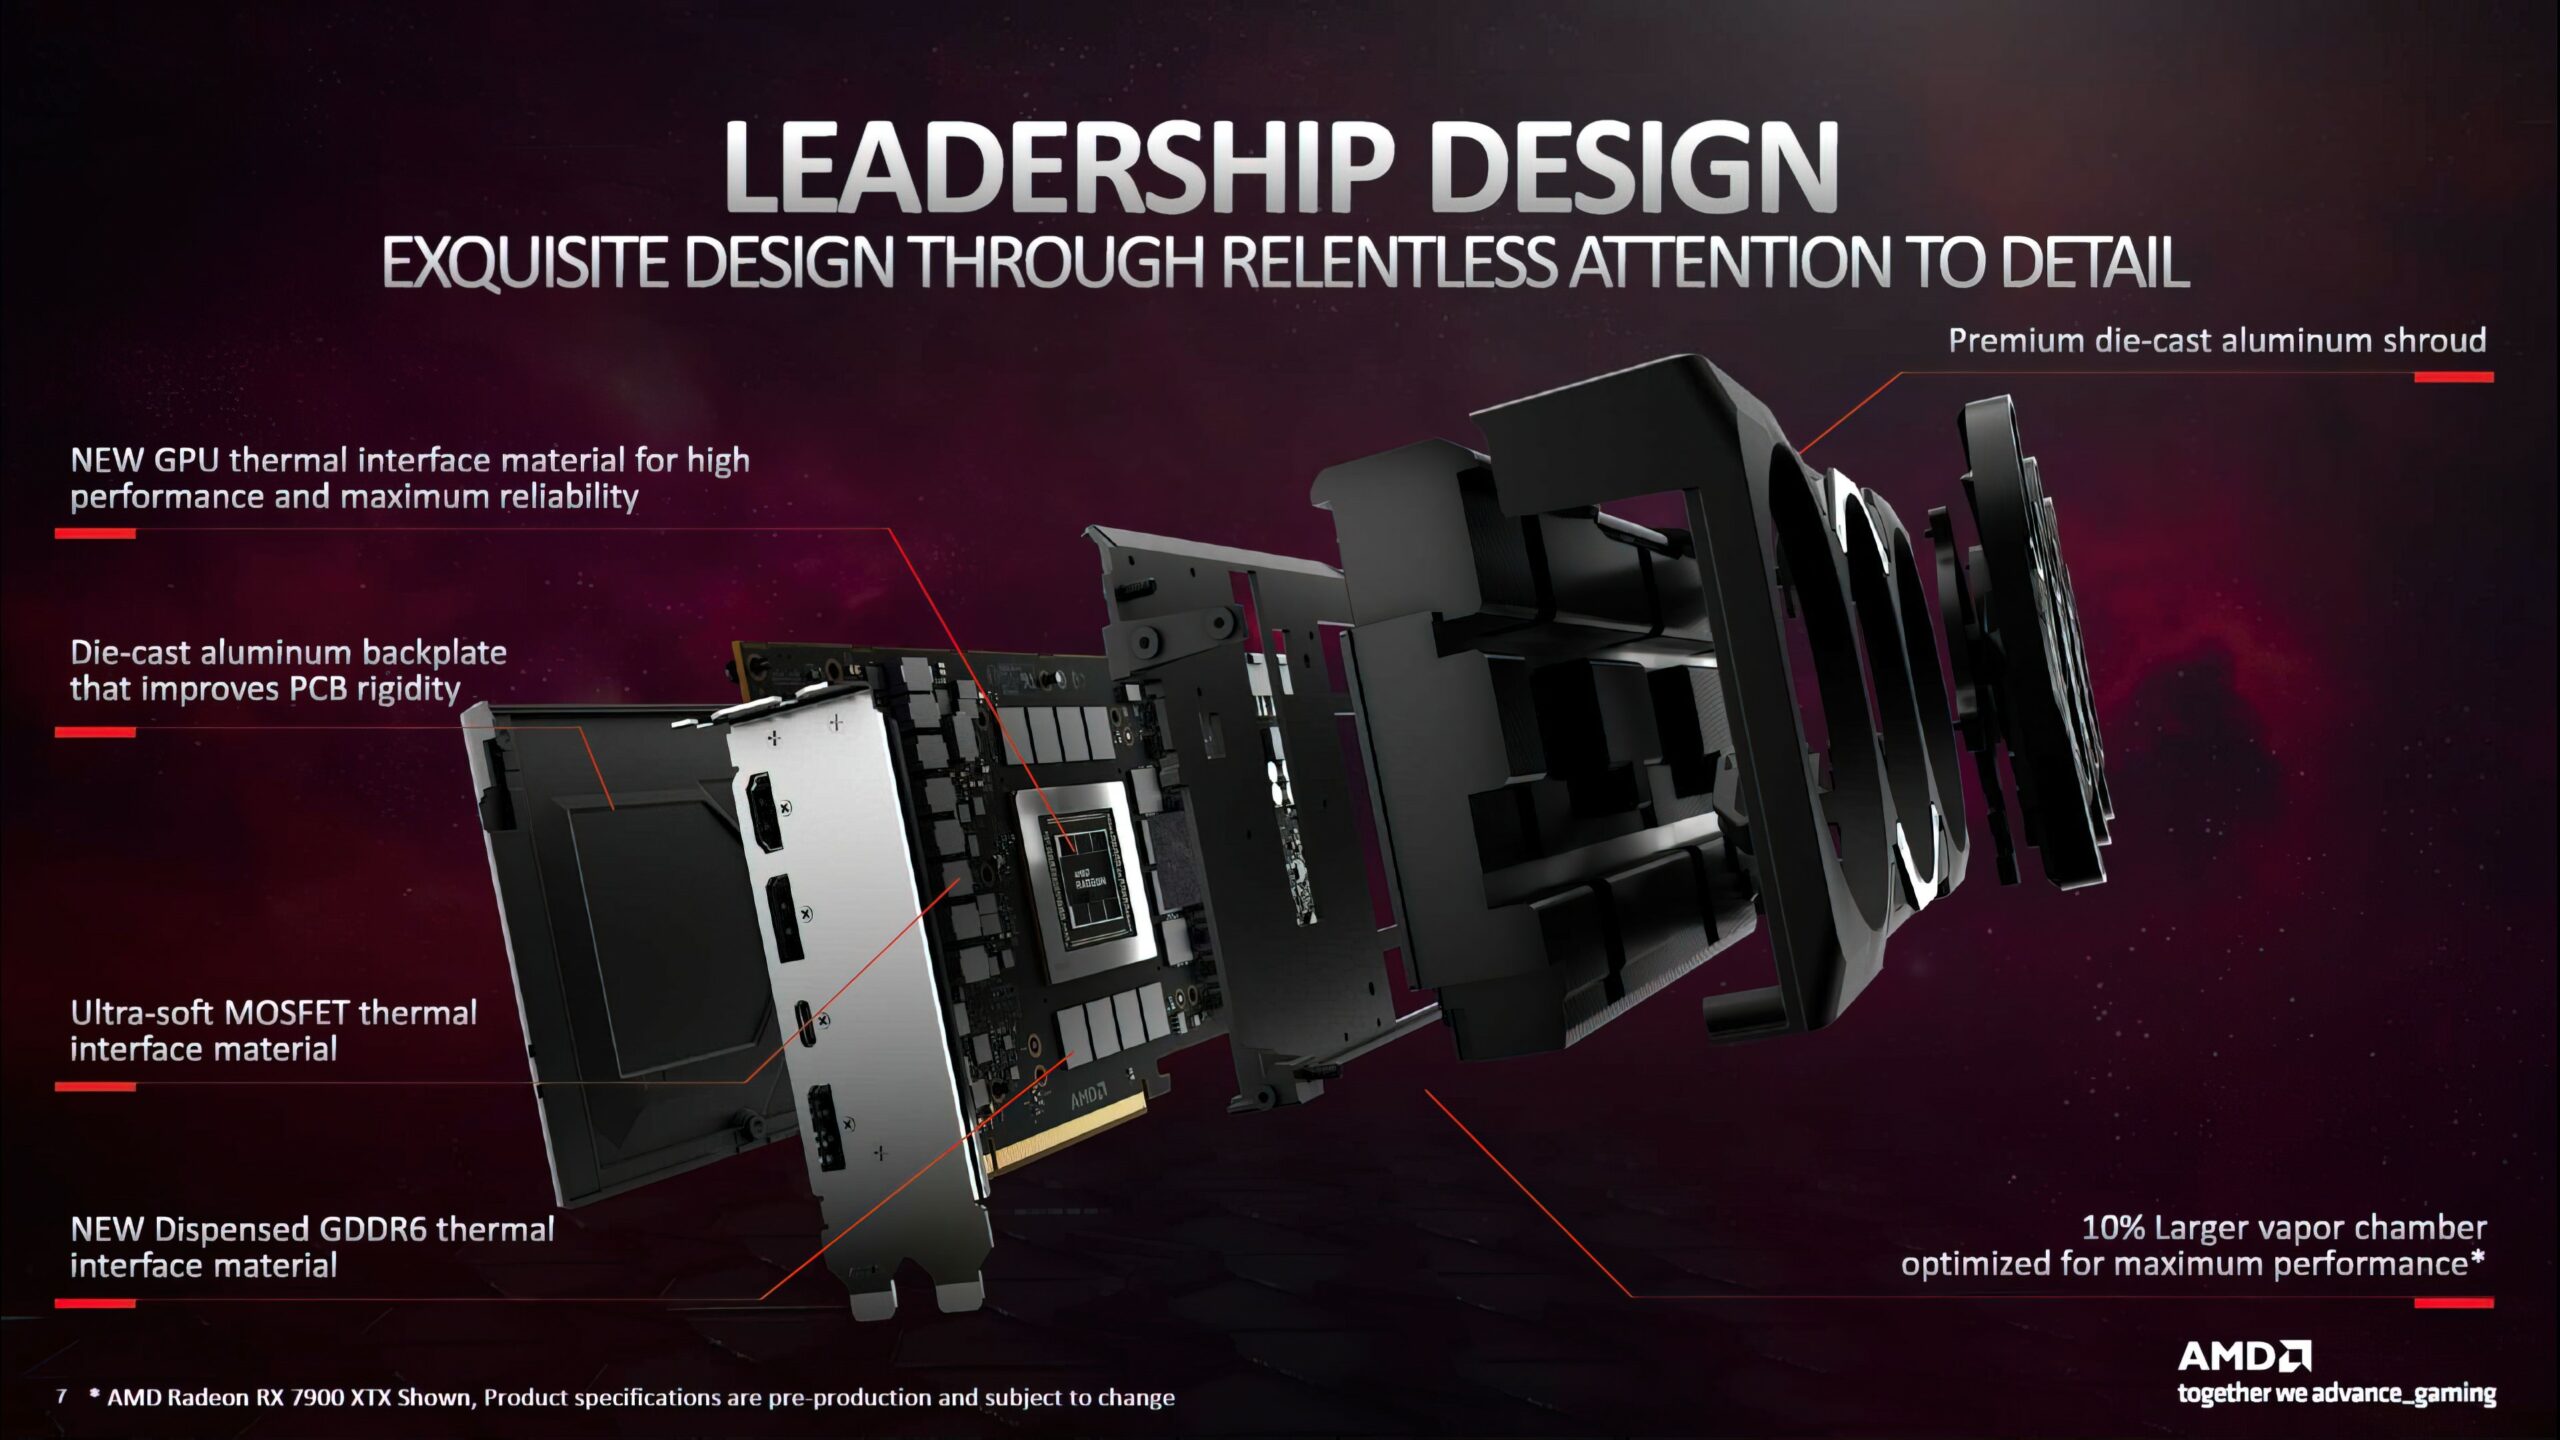 LEADERSHIP DESIGN
EXQUISITE DESIGN THROUGH RELENTLESS ATTENTION TO DETAIL
Premium die-cast aluminum shroud
NEW GPU thermal interface material for high
performance and maximum reliability
Die-cast aluminum backplate
that improves PCB rigidity
AMD
RADEON
Ultra-soft MOSFET thermal
interface material
AMD
NEW Dispensed GDDR6 thermal
interface material
10% Larger vapor chamber
optimized for maximum performance*
AMD
together we advance_gaming
7 * AMD Radeon RX 7900 XTX Shown, Product specifications are pre-production and subject to change